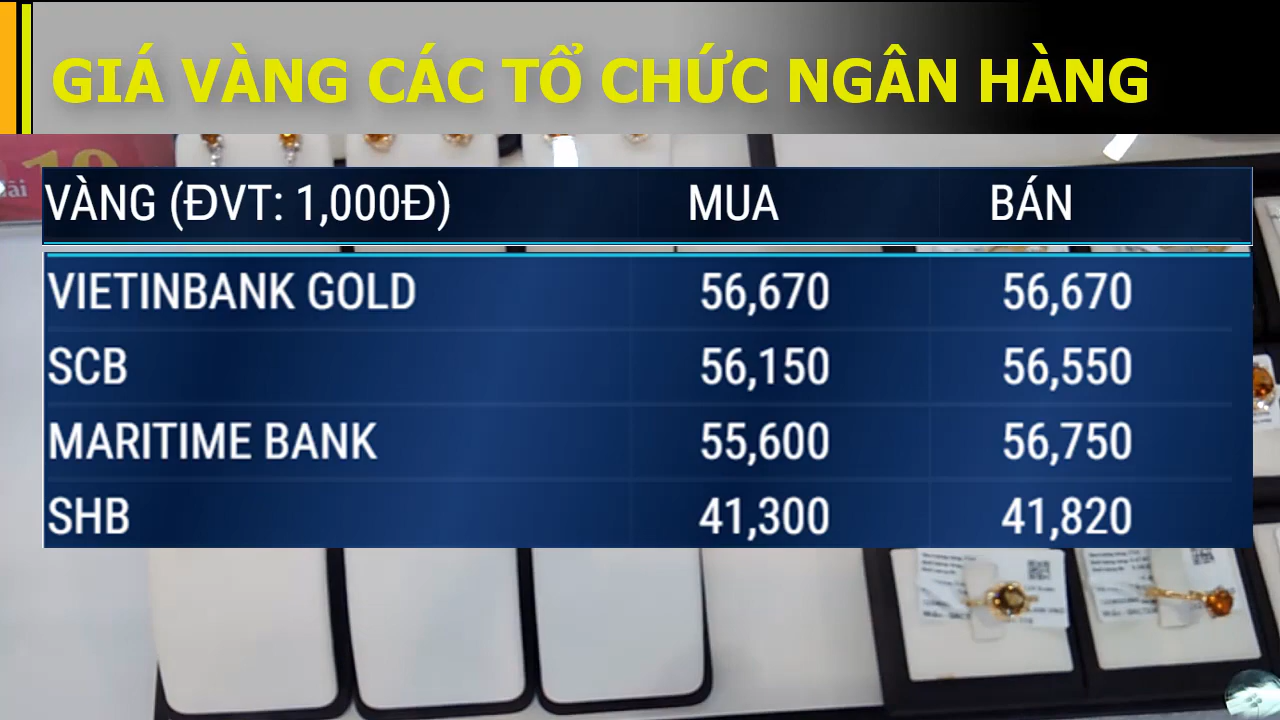 GIÁ VÀNG CÁC TỔ CHỨC NGÂN HÀNG
VÀNG (ĐVT: 1,000Đ) MUA BÁN
VIETINBANK GOLD 56,670 56,670
SCB 56,150 56,550
MARITIME BANK 55,600 56,750
SHB 41,300 41,820